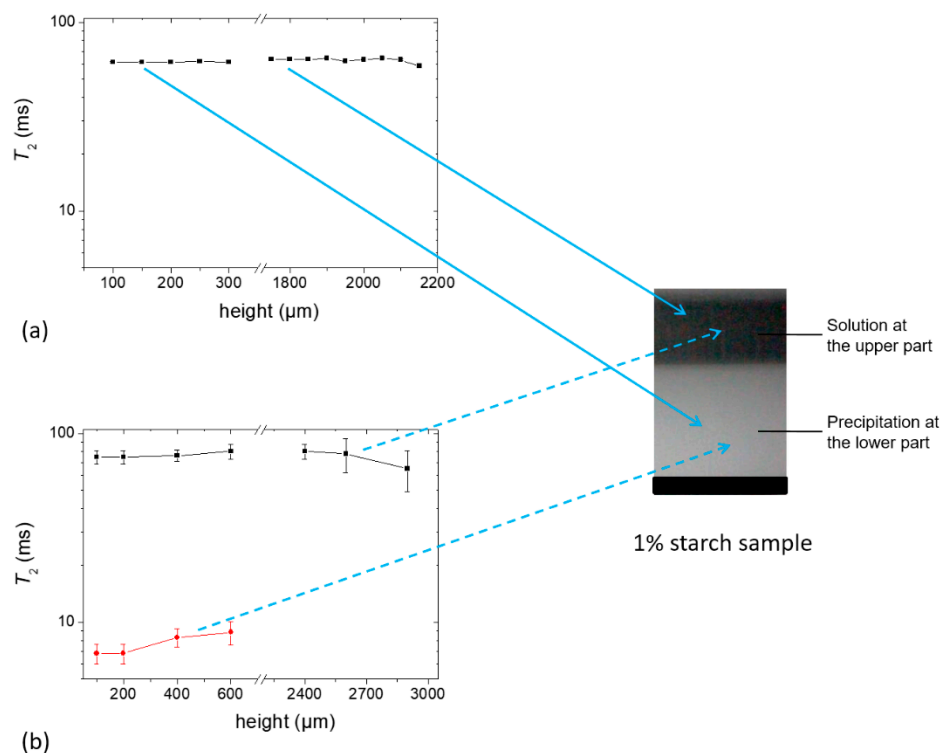 100
10
T₂ (ms)
100 200 300 1800 2000 2200
height (µm)
(a)
Solution at
the upper part
Precipitation at
the lower part
1% starch sample
100
10
T₂ (ms)
200 400 600 2400 2700 3000
height (µm)
(b)